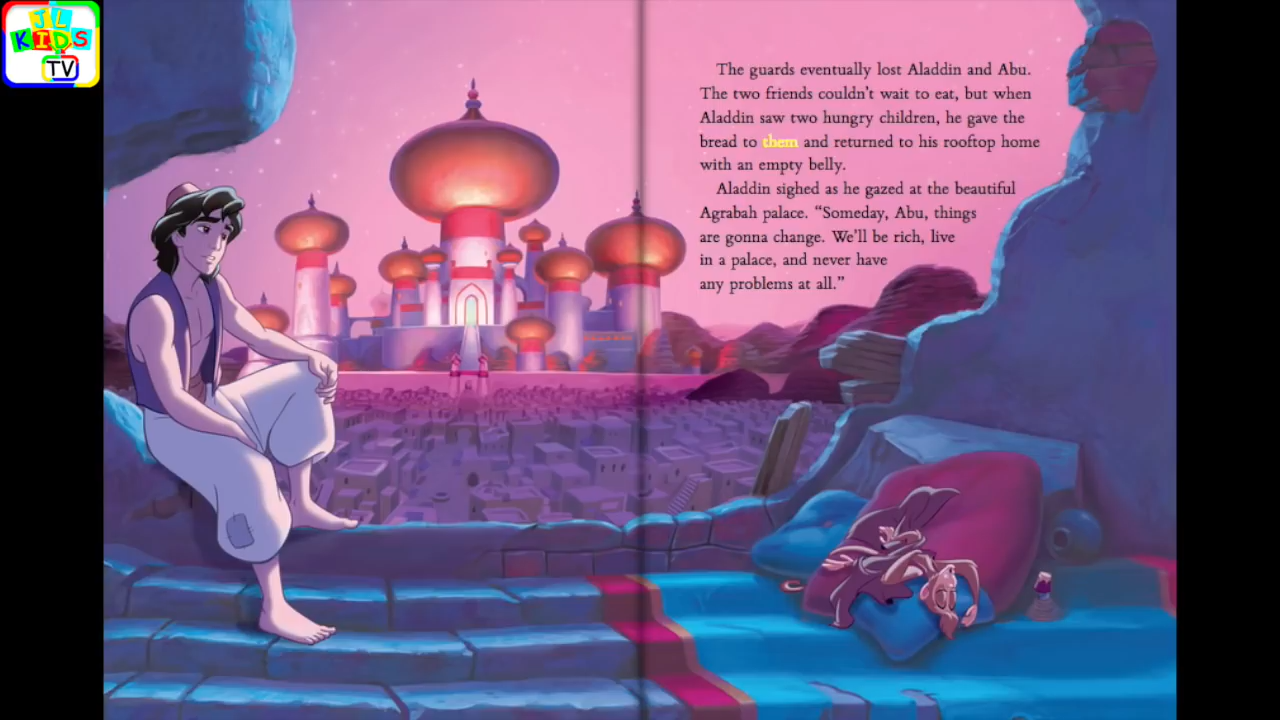 JL
KIDS
TV
The guards eventually lost Aladdin and Abu.
The two friends couldn't wait to eat, but when
Aladdin saw two hungry children, he gave the
bread to them and returned to his rooftop home
with an empty belly.
Aladdin sighed as he gazed at the beautiful
Agrabah palace. “Someday, Abu, things
are gonna change. We'll be rich, live
in a palace, and never have
any problems at all.”